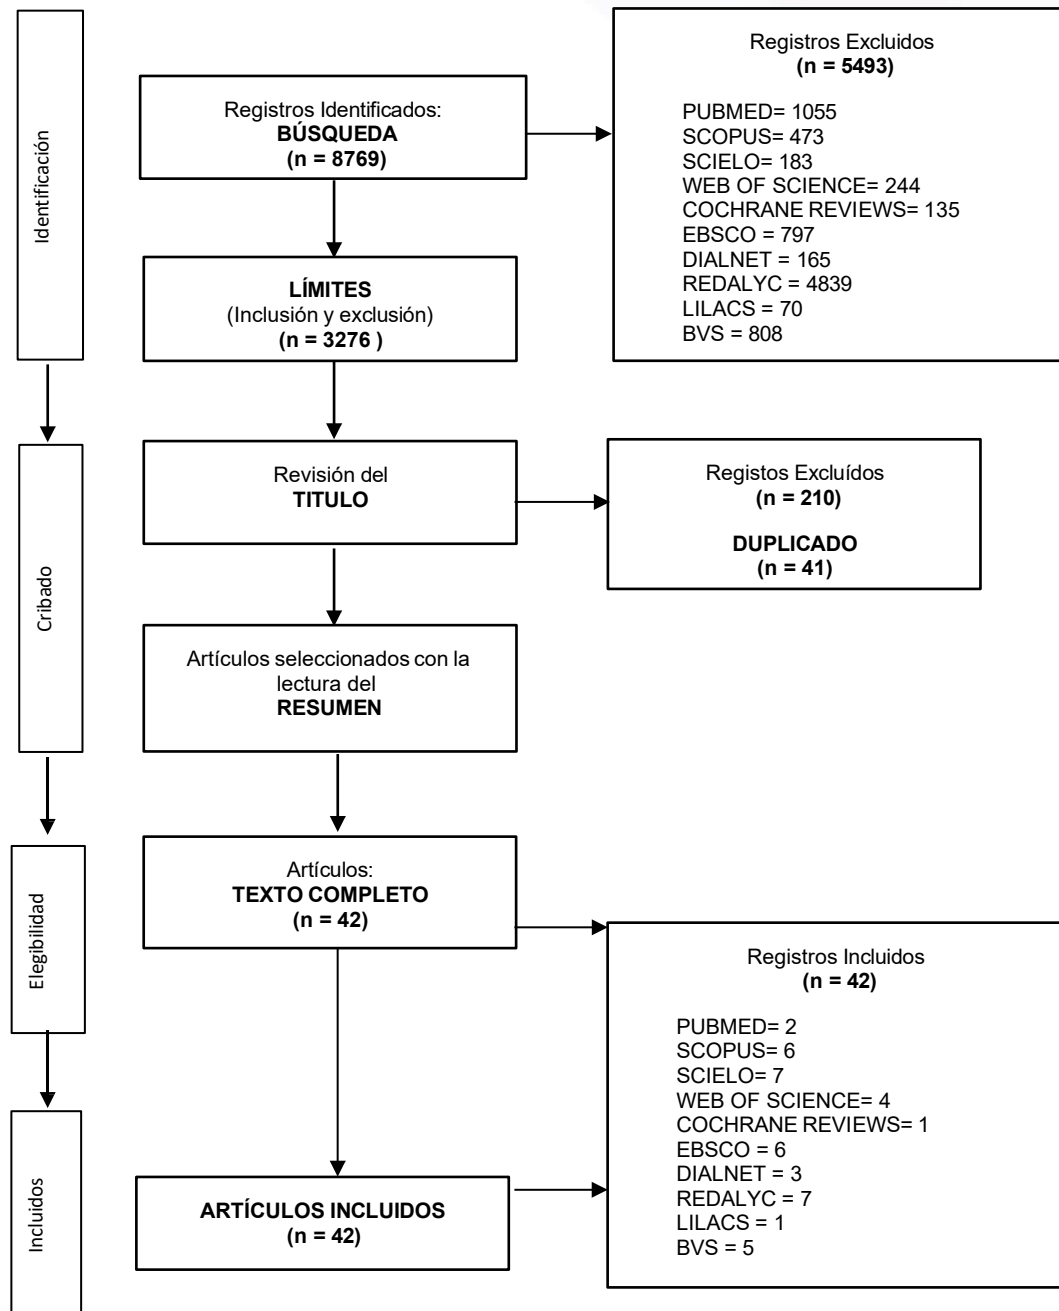 Identificación
Registros Identificados:
BÚSQUEDA
(n = 8769)
Registros Excluidos
(n = 5493)
PUBMED= 1055
SCOPUS= 473
SCIELO= 183
WEB OF SCIENCE= 244
COCHRANE REVIEWS= 135
EBSCO = 797
DIALNET = 165
REDALYC = 4839
LILACS = 70
BVS = 808
LÍMITES
(Inclusión y exclusión)
(n = 3276 )
Cribado
Revisión del
TITULO
Registos Excluídos
(n = 210)
DUPLICADO
(n = 41)
Artículos seleccionados con la
lectura del
RESUMEN
Elegibilidad
Artículos:
TEXTO COMPLETO
(n = 42)
Registros Incluidos
(n = 42)
PUBMED= 2
SCOPUS= 6
SCIELO= 7
WEB OF SCIENCE= 4
COCHRANE REVIEWS= 1
EBSCO = 6
DIALNET = 3
REDALYC = 7
LILACS = 1
BVS = 5
Incluidos
ARTÍCULOS INCLUIDOS
(n = 42)